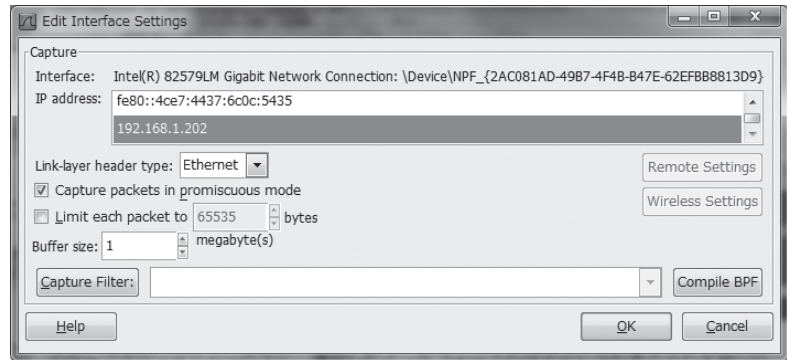 Edit Interface Settings
Capture
Interface: Intel(R) 82579LM Gigabit Network Connection: \Device\NPF_{2AC081AD-49B7-4F4B-B47E-62EFBB8813D9}
IP address: fe80::4ce7:4437:6c0c:5435
192.168.1.202
Link-layer header type: Ethernet
Remote Settings
Capture packets in promiscuous mode
Wireless Settings
Limit each packet to 65535 bytes
Buffer size: 1 megabyte(s)
Capture Filter:
Compile BPF
Help
OK
Cancel